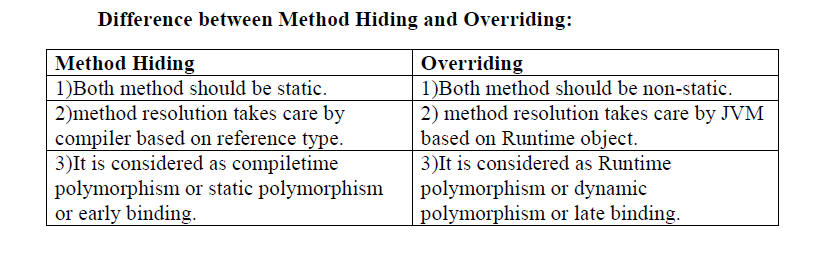 Difference between Method Hiding and Overriding:
Method Hiding
Overriding
1)Both method should be static.
1)Both method should be non-static.
2)method resolution takes care by
compiler based on reference type.
2) method resolution takes care by JVM
based on Runtime object.
3)It is considered as compiletime
polymorphism or static polymorphism
or early binding.
3)It is considered as Runtime
polymorphism or dynamic
polymorphism or late binding.